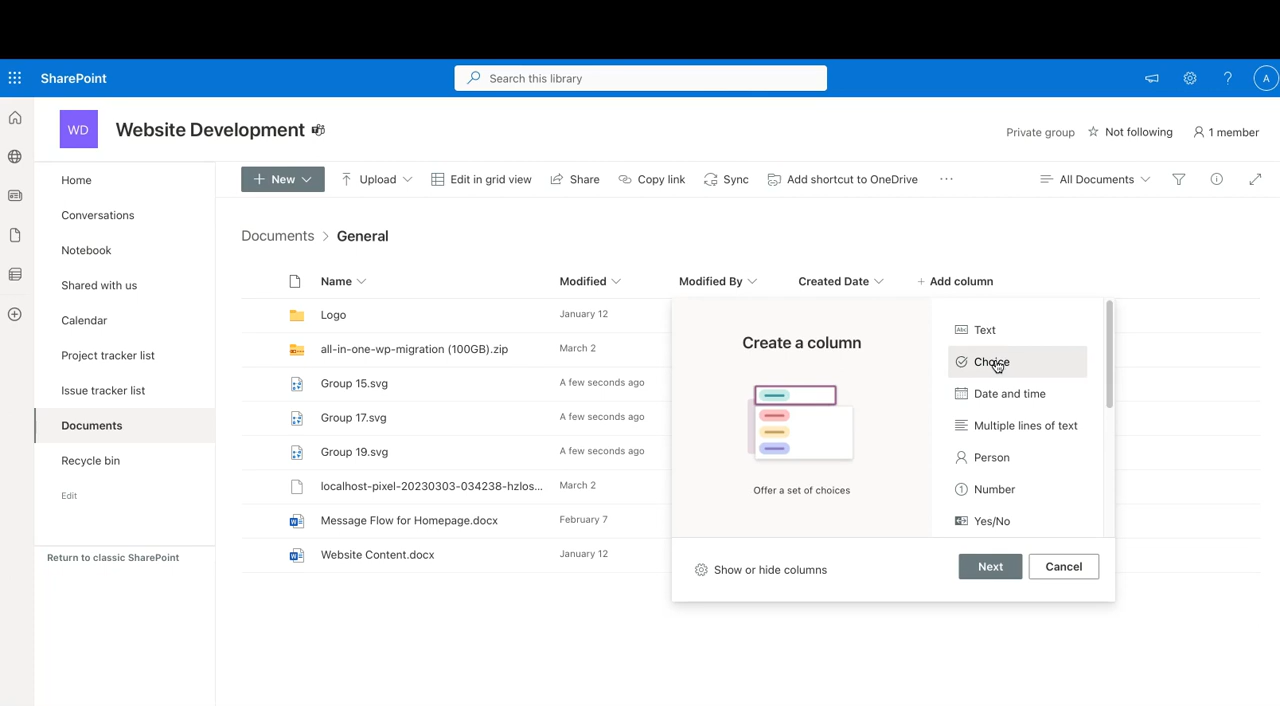 SharePoint
Search this library
A
WD
Website Development
Private group
Not following
1 member
Home
Conversations
Notebook
Shared with us
Calendar
Project tracker list
Issue tracker list
Documents
Recycle bin
Edit
Return to classic SharePoint
New
Upload
Edit in grid view
Share
Copy link
Sync
Add shortcut to OneDrive
All Documents
Documents > General
Name
Modified
Modified By
Created Date
+ Add column
Logo
January 12
all-in-one-wp-migration (100GB).zip
March 2
Group 15.svg
A few seconds ago
Group 17.svg
A few seconds ago
Group 19.svg
A few seconds ago
localhost-pixel-20230303-034238-hzlos...
March 2
Message Flow for Homepage.docx
February 7
Website Content.docx
January 12
Create a column
Offer a set of choices
Text
Choice
Date and time
Multiple lines of text
Person
Number
Yes/No
Show or hide columns
Next
Cancel